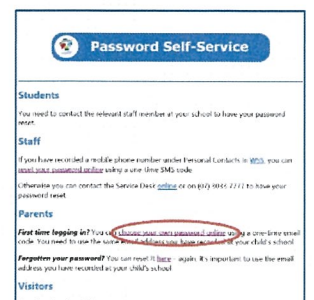 Password Self-Service
Students
You need to contact the relevant staff member at your school to have your password
reset.
Staff
If you have recorded a mobile phone number under Personal Contacts in you can
reset your password online using a one time SMS code.
Otherwise you can contact the Service Desk online or on to have your
password reset
Parents
First time logging in? You can choose your own password online using a one-time email
code. You need to use the same email address you have recorded at your child's school
Forgotten your password? You can reset it here - again it's important to use the email
address you have recorded at your child's school
Visitors